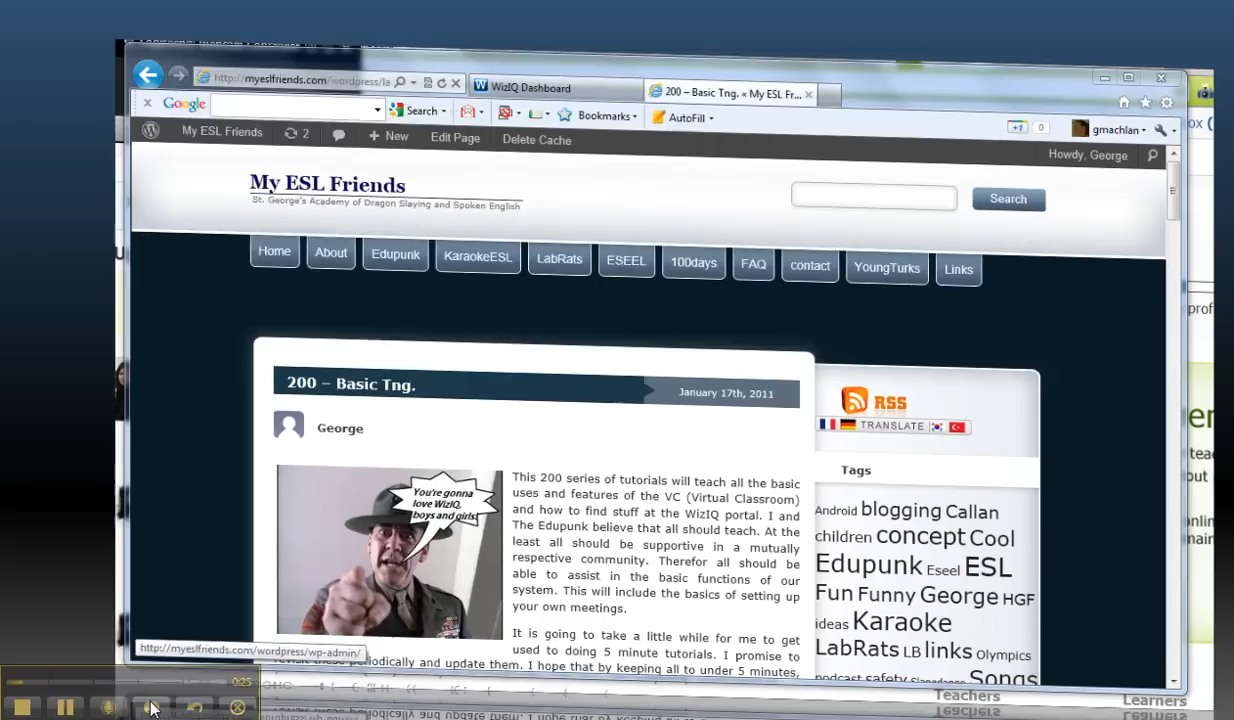 http://myeslfriends.com/wordpress/la
WizIQ Dashboard
200 – Basic Tng. « My ESL Fr...
Google
Search
Bookmarks
AutoFill
+1
0
gmachlan
My ESL Friends
2
New
Edit Page
Delete Cache
Howdy, George
My ESL Friends
St. George's Academy of Dragon Slaying and Spoken English
Search
Home
About
Edupunk
KaraokeESL
LabRats
ESEEL
100days
FAQ
contact
YoungTurks
Links
200 – Basic Tng.
January 17th, 2011
George
You're gonna
love WizIQ,
boys and girls!
This 200 series of tutorials will teach all the basic
uses and features of the VC (Virtual Classroom)
and how to find stuff at the WizIQ portal. I and
The Edupunk believe that all should teach. At the
least all should be supportive in a mutually
respective community. Therefor all should be
able to assist in the basic functions of our
system. This will include the basics of setting up
your own meetings.
It is going to take a little while for me to get
used to doing 5 minute tutorials. I promise to
revisit these periodically and update them. I hope that by keeping all to under 5 minutes,
RSS
TRANSLATE
Tags
Android blogging Callan
children concept Cool
Edupunk Eseel ESL
Fun Funny George HGF
ideas Karaoke
LabRats LB links Olympics
podcast safety Slapdance Songs
http://myeslfriends.com/wordpress/wp-admin/
0:25
Teachers
Learners